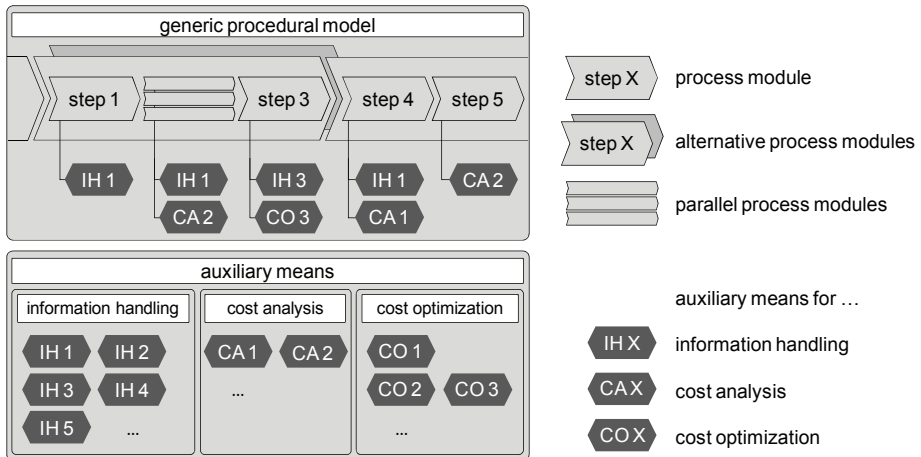 generic procedural model
step 1
step 3
step 4
step 5
IH 1
IH 1
IH 3
IH 1
CA 2
CA 2
CO 3
CA 1
auxiliary means
information handling
cost analysis
cost optimization
IH 1
IH 2
CA 1
CA 2
CO 1
IH 3
IH 4
...
CO 2
CO 3
IH 5
...
...
step X
process module
step X
alternative process modules
parallel process modules
auxiliary means for ...
IH X
information handling
CA X
cost analysis
CO X
cost optimization